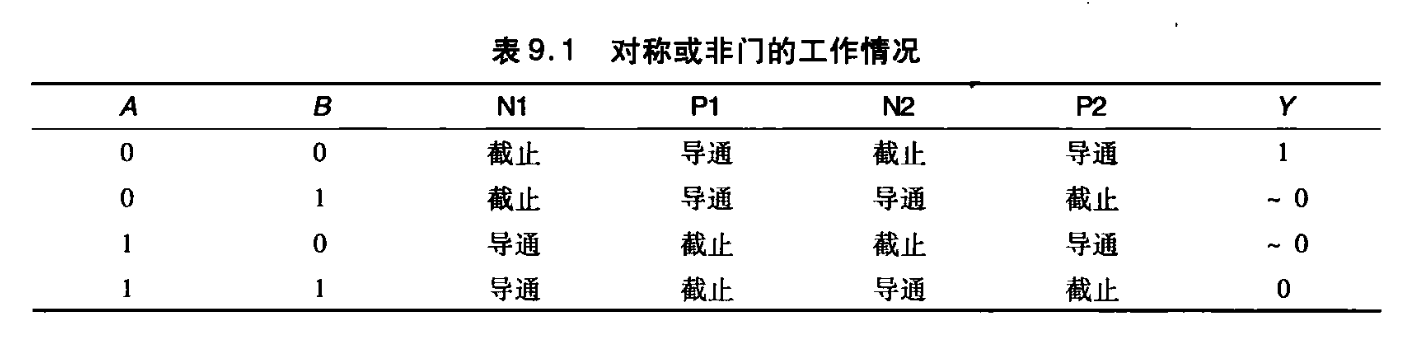 表 9.1 对称或非门的工作情况
A B N1 P1 N2 P2 Y
0 0 截止 导通 截止 导通 1
0 1 截止 导通 导通 截止 ~ 0
1 0 导通 截止 截止 导通 ~ 0
1 1 导通 截止 导通 截止 0